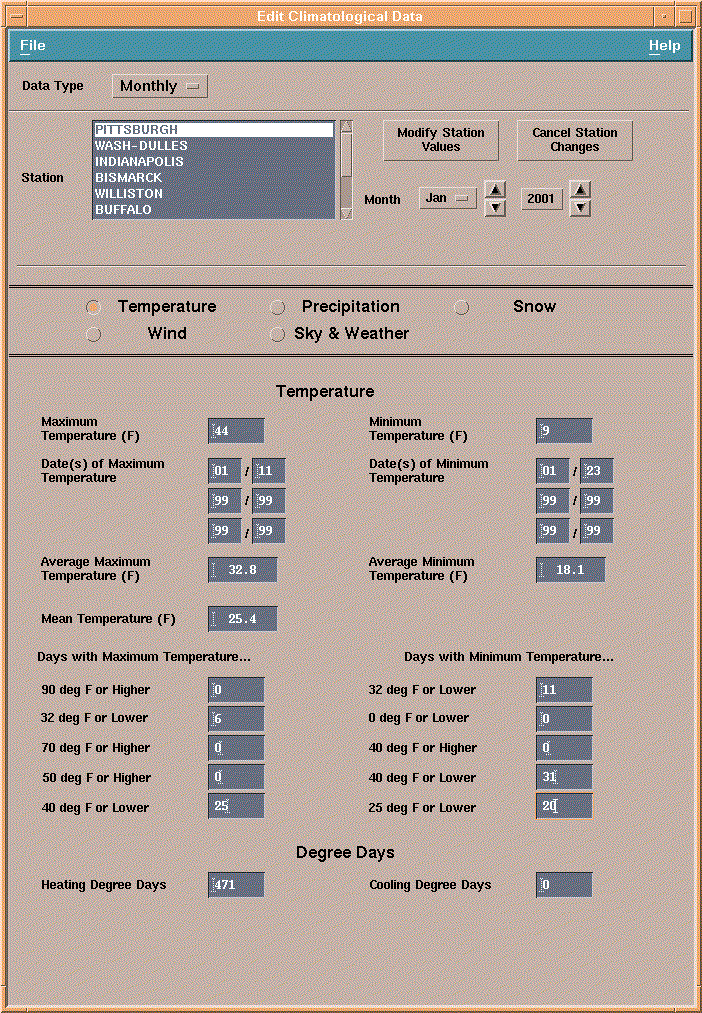 Edit Climatological Data
File Help
Data Type Monthly
Station
PITTSBURGH
WASH-DULLES
INDIANAPOLIS
BISMARCK
WILLISTON
BUFFALO
Modify Station
Values
Cancel Station
Changes
Month Jan 2001
Temperature Precipitation Snow
Wind Sky & Weather
Temperature
Maximum
Temperature (F) 44
Minimum
Temperature (F) 9
Date(s) of Maximum
Temperature
01 / 11
99 / 99
99 / 99
Date(s) of Minimum
Temperature
01 / 23
99 / 99
99 / 99
Average Maximum
Temperature (F) 32.8
Average Minimum
Temperature (F) 18.1
Mean Temperature (F) 25.4
Days with Maximum Temperature...
90 deg F or Higher 0
32 deg F or Lower 6
70 deg F or Higher 0
50 deg F or Higher 0
40 deg F or Lower 25
Days with Minimum Temperature...
32 deg F or Lower 11
0 deg F or Lower 0
40 deg F or Higher 0
40 deg F or Lower 31
25 deg F or Lower 20
Degree Days
Heating Degree Days 471
Cooling Degree Days 0